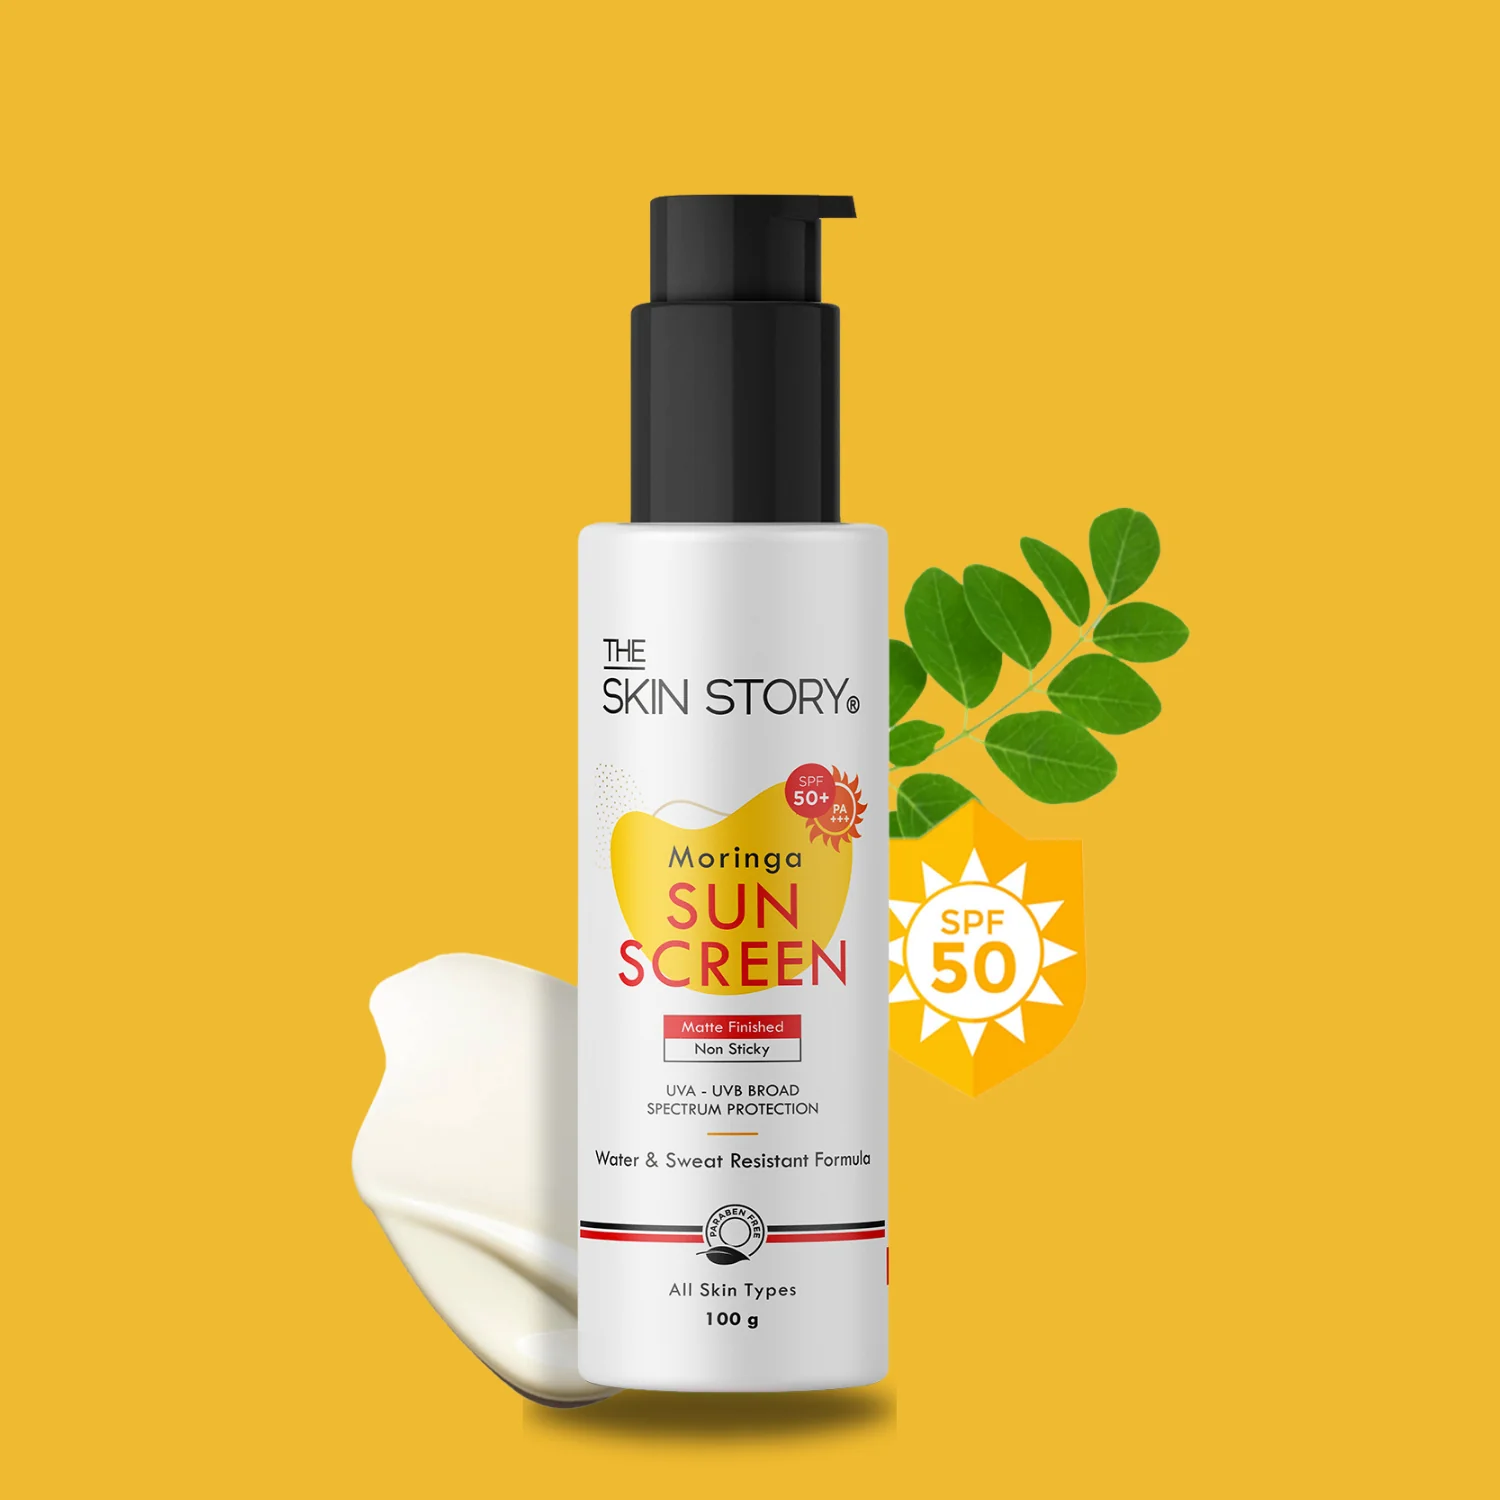 THE
SKIN STORY®
SPF
50+
PA
+++
Moringa
SUN
SCREEN
SPF
50
Matte Finished
Non Sticky
UVA - UVB BROAD
SPECTRUM PROTECTION
Water & Sweat Resistant Formula
PARABEN FREE
All Skin Types
100 g